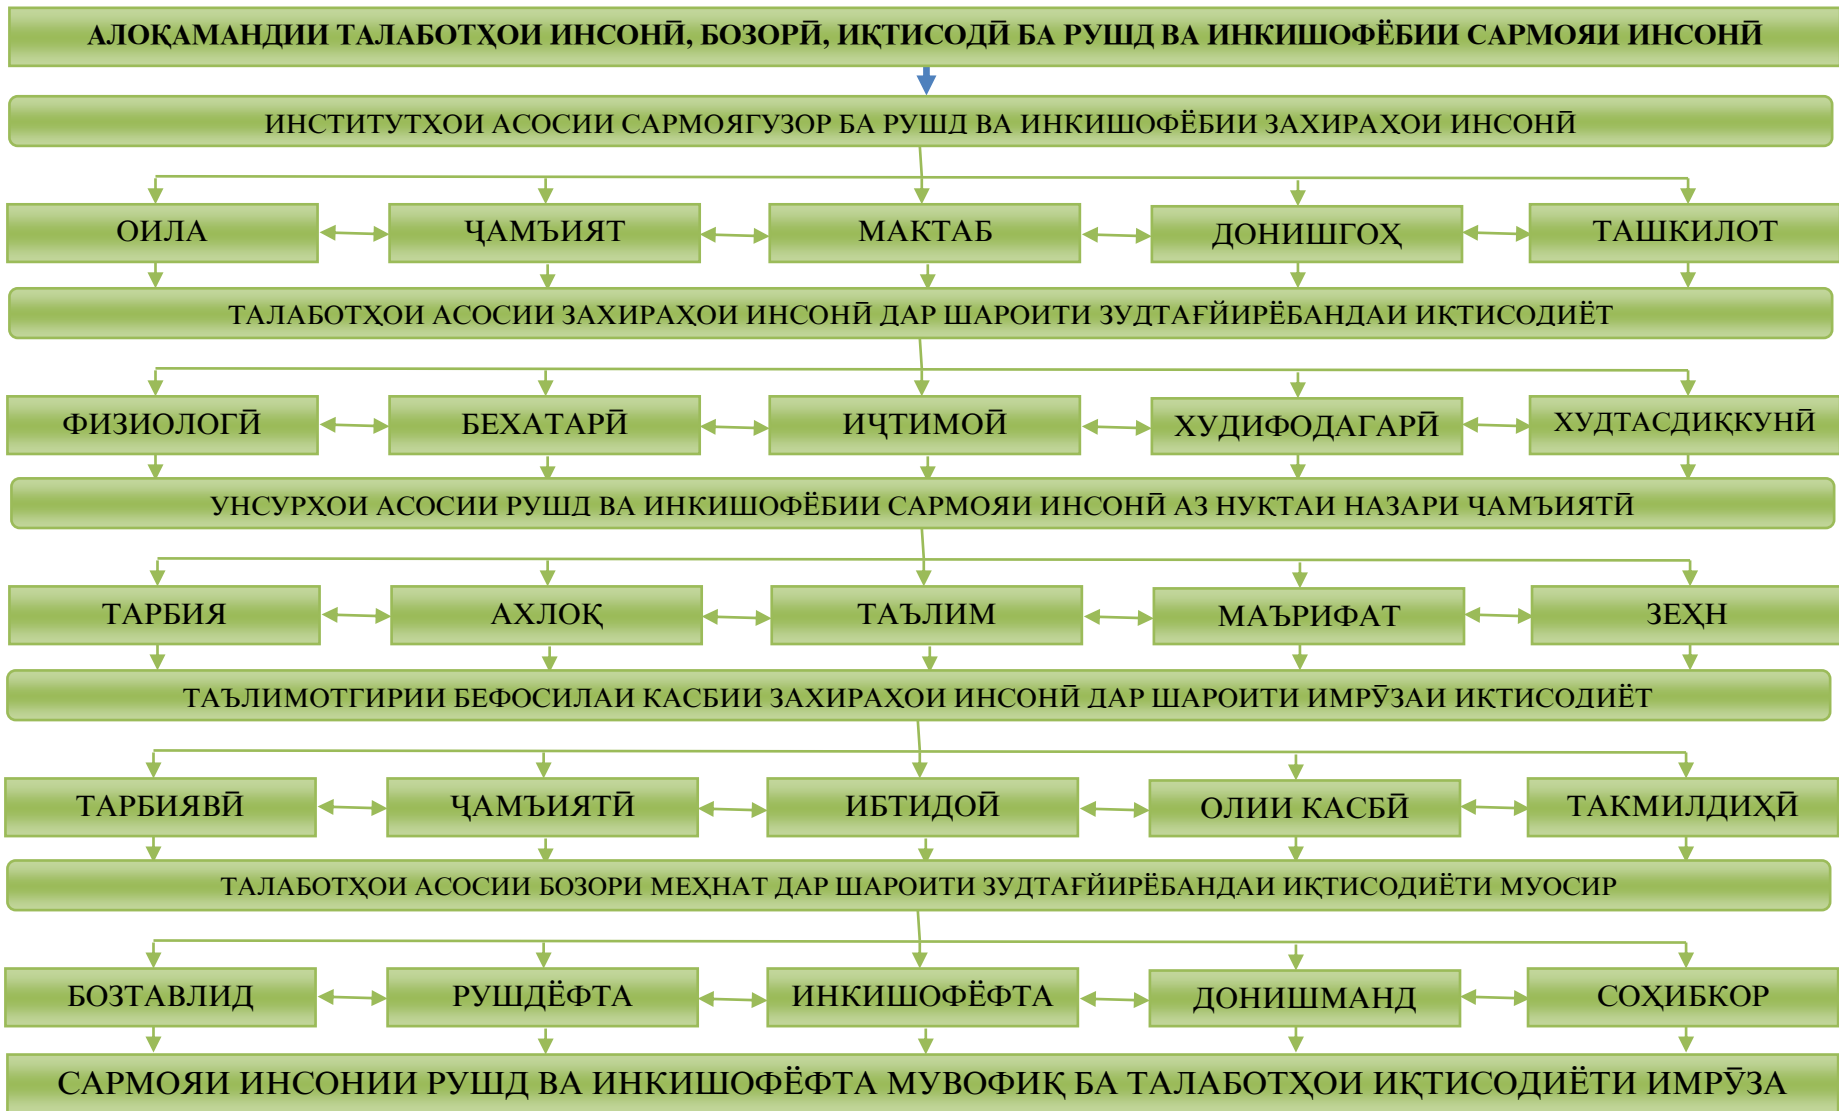 АЛОҚАМАНДИИ ТАЛАБОТҲОИ ИНСОНӢ, БОЗОРӢ, ИҚТИСОДӢ БА РУШД ВА ИНКИШОФЁБИИ САРМОЯИ ИНСОНӢ
ИНСТИТУТҲОИ АСОСИИ САРМОЯГУЗОР БА РУШД ВА ИНКИШОФЁБИИ ЗАХИРАҲОИ ИНСОНӢ
ОИЛА ҶАМЪИЯТ МАКТАБ ДОНИШГОҲ ТАШКИЛОТ
ТАЛАБОТҲОИ АСОСИИ ЗАХИРАҲОИ ИНСОНӢ ДАР ШАРОИТИ ЗУДТАҒЙИРЁБАНДАИ ИҚТИСОДИЁТ
ФИЗИОЛОГӢ БЕХАТАРӢ ИҶТИМОӢ ХУДИФОДАГАРӢ ХУДТАСДИҚКУНӢ
УНСУРҲОИ АСОСИИ РУШД ВА ИНКИШОФЁБИИ САРМОЯИ ИНСОНӢ АЗ НУҚТАИ НАЗАРИ ҶАМЪИЯТӢ
ТАРБИЯ АХЛОҚ ТАЪЛИМ МАЪРИФАТ ЗЕҲН
ТАЪЛИМОТГИРИИ БЕФОСИЛАИ КАСБИИ ЗАХИРАҲОИ ИНСОНӢ ДАР ШАРОИТИ ИМРӮЗАИ ИҚТИСОДИЁТ
ТАРБИЯВӢ ҶАМЪИЯТӢ ИБТИДОӢ ОЛИИ КАСБӢ ТАКМИЛДИҲӢ
ТАЛАБОТҲОИ АСОСИИ БОЗОРИ МЕҲНАТ ДАР ШАРОИТИ ЗУДТАҒЙИРЁБАНДАИ ИҚТИСОДИЁТИ МУОСИР
БОЗТАВЛИД РУШДЁФТА ИНКИШОФЁФТА ДОНИШМАНД СОҲИБКОР
САРМОЯИ ИНСОНИИ РУШД ВА ИНКИШОФЁФТА МУВОФИҚ БА ТАЛАБОТҲОИ ИҚТИСОДИЁТИ ИМРӮЗА